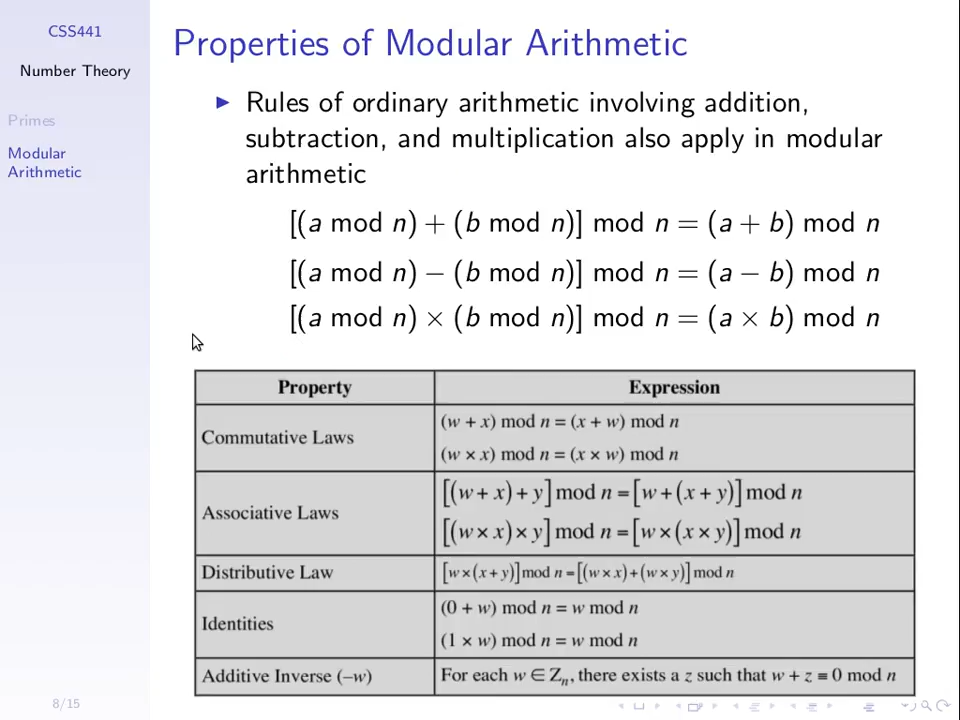 CSS441
Number Theory
Primes
Modular
Arithmetic
Properties of Modular Arithmetic
Rules of ordinary arithmetic involving addition,
subtraction, and multiplication also apply in modular
arithmetic
[(a mod n) + (b mod n)] mod n = (a + b) mod n
[(a mod n) − (b mod n)] mod n = (a − b) mod n
[(a mod n) × (b mod n)] mod n = (a × b) mod n
Property Expression
Commutative Laws
(w + x) mod n = (x + w) mod n
(w × x) mod n = (x × w) mod n
Associative Laws
[(w + x) + y] mod n = [w + (x + y)] mod n
[(w × x) × y] mod n = [w × (x × y)] mod n
Distributive Law [w × (x + y)] mod n = [(w × x) + (w × y)] mod n
Identities
(0 + w) mod n = w mod n
(1 × w) mod n = w mod n
Additive Inverse (−w) For each w ∈ Zₙ, there exists a z such that w + z ≡ 0 mod n
8/15